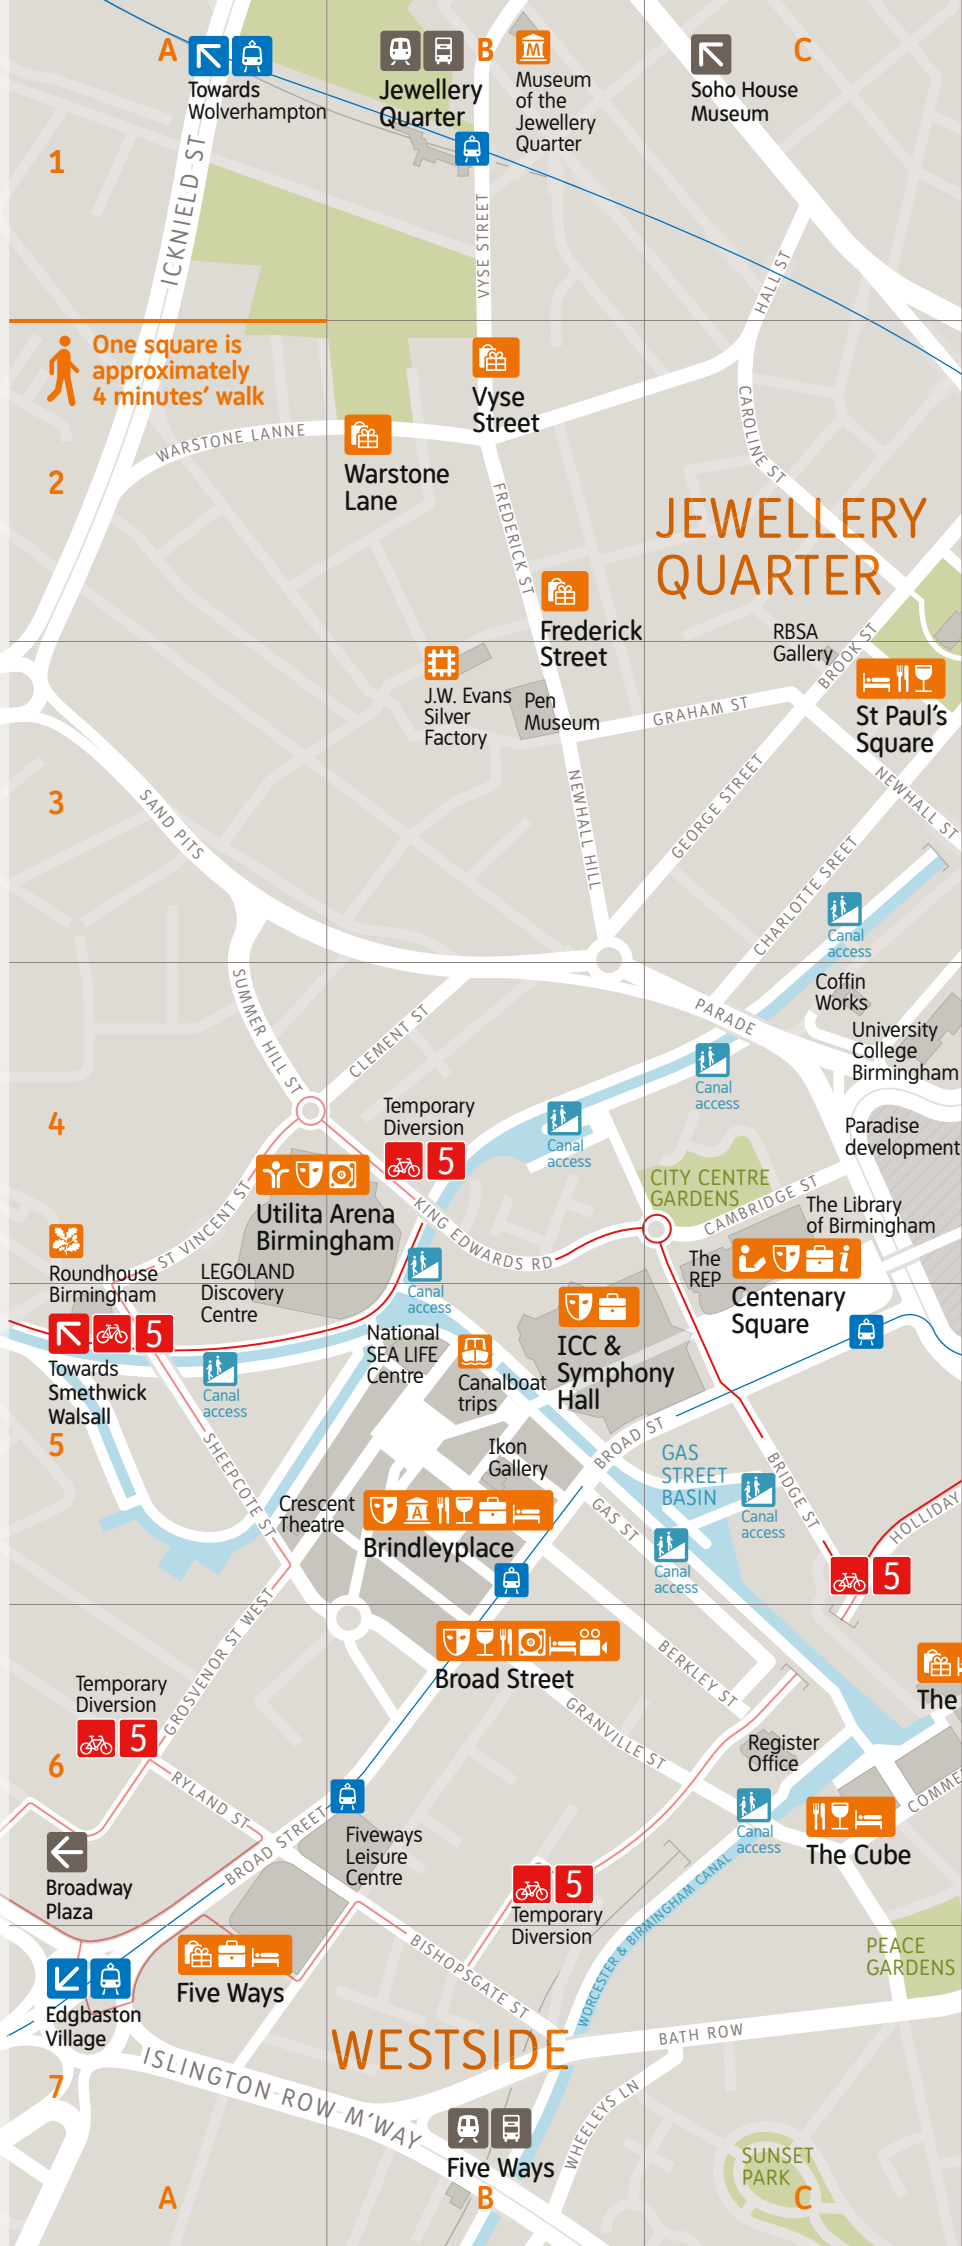 A
B
C
Towards
Wolverhampton
Jewellery
Quarter
M
Museum
of the
Jewellery
Quarter
Soho House
Museum
1
ICKNIELD ST
VYSE STREET
HALL ST
One square is
approximately
4 minutes' walk
Vyse
Street
WARSTONE LANNE
Warstone
Lane
2
CAROLINE ST
FREDERICK ST
JEWELLERY
QUARTER
Frederick
Street
RBSA
Gallery
BROOK ST
J.W. Evans
Silver
Factory
Pen
Museum
GRAHAM ST
St Paul's
Square
3
SAND PITS
NEWHALL HILL
GEORGE STREET
NEWHALL ST
CHARLOTTE SREET
Canal
access
SUMMER HILL ST
CLEMENT ST
PARADE
Coffin
Works
University
College
Birmingham
Canal
access
4
Temporary
Diversion
5
Canal
access
Paradise
development
CITY CENTRE
GARDENS
CAMBRIDGE ST
The Library
of Birmingham
ST VINCENT ST
Utilita Arena
Birmingham
KING EDWARDS RD
The
REP
i
Centenary
Square
Roundhouse
Birmingham
LEGOLAND
Discovery
Centre
Canal
access
5
Towards
Smethwick
Walsall
National
SEA LIFE
Centre
Canalboat
trips
ICC &
Symphony
Hall
Canal
access
5
SHEEPCOTE ST
Ikon
Gallery
BROAD ST
GAS
STREET
BASIN
BRIDGE ST
Canal
access
HOLLIDAY
Crescent
Theatre
A
Brindleyplace
GAS ST
Canal
access
5
GROSVENOR ST WEST
Broad Street
BERKLEY ST
The
Temporary
Diversion
5
GRANVILLE ST
Register
Office
6
RYLAND ST
BROAD STREET
Fiveways
Leisure
Centre
Canal
access
The Cube
COMME
Broadway
Plaza
5
Temporary
Diversion
WORCESTER & BIRMINGHAM CANAL
BISHOPSGATE ST
PEACE
GARDENS
Edgbaston
Village
Five Ways
WESTSIDE
BATH ROW
7
ISLINGTON ROW M'WAY
WHEELEYS LN
Five Ways
SUNSET
PARK
A
B
C